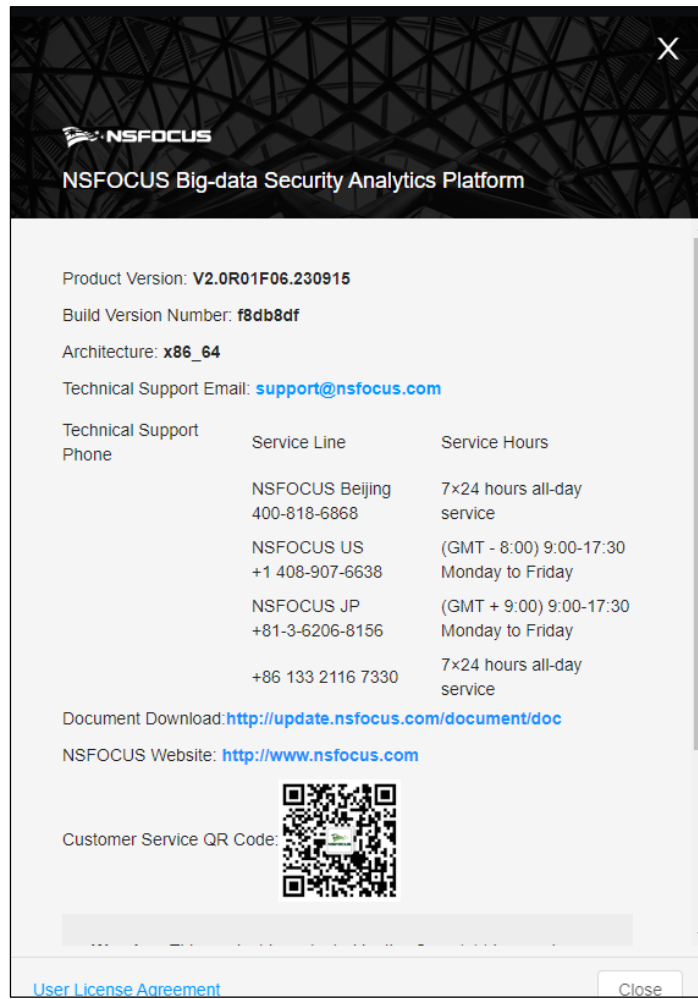 X
NSFOCUS
NSFOCUS Big-data Security Analytics Platform
Product Version: V2.0R01F06.230915
Build Version Number: f8db8df
Architecture: x86_64
Technical Support Email: support@nsfocus.com
Technical Support Phone
Service Line
Service Hours
NSFOCUS Beijing
400-818-6868
7×24 hours all-day
service
NSFOCUS US
+1 408-907-6638
(GMT - 8:00) 9:00-17:30
Monday to Friday
NSFOCUS JP
+81-3-6206-8156
(GMT + 9:00) 9:00-17:30
Monday to Friday
+86 133 2116 7330
7×24 hours all-day
service
Document Download:http://update.nsfocus.com/document/doc
NSFOCUS Website: http://www.nsfocus.com
Customer Service QR Code:
User License Agreement
Close